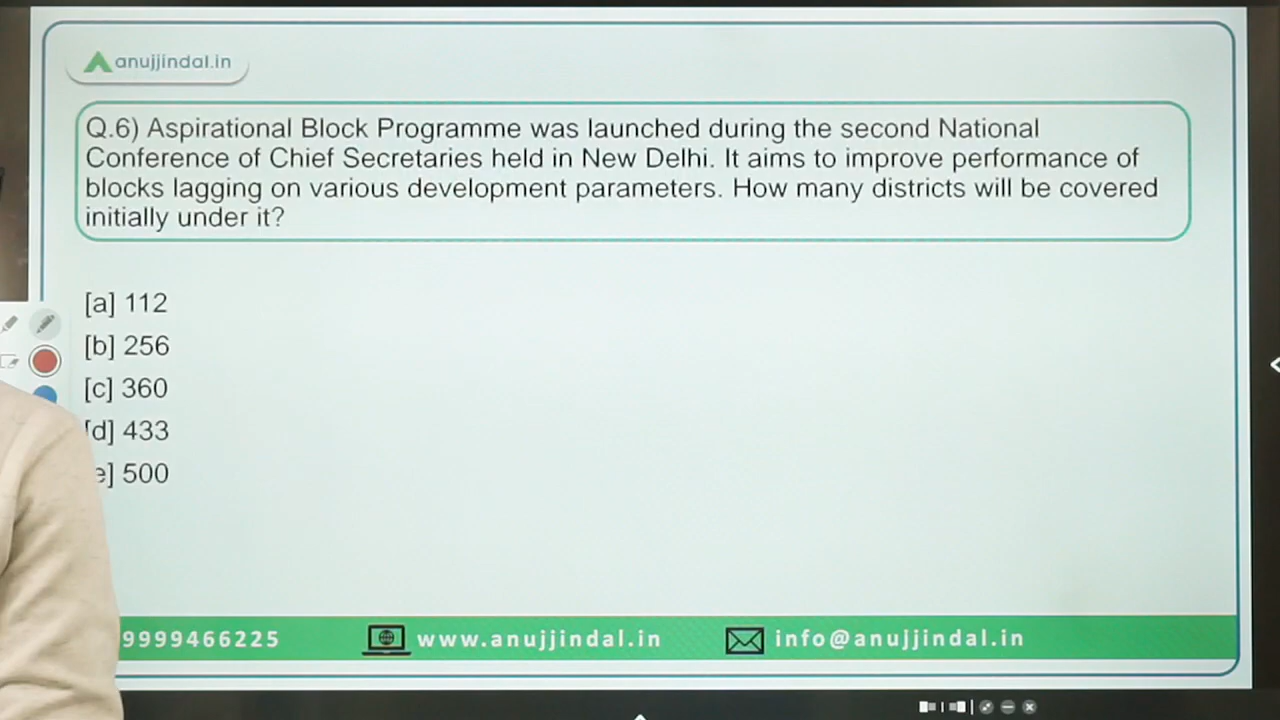 anujjindal.in
Q.6) Aspirational Block Programme was launched during the second National
Conference of Chief Secretaries held in New Delhi. It aims to improve performance of
blocks lagging on various development parameters. How many districts will be covered
initially under it?
[a] 112
[b] 256
[c] 360
[d] 433
e] 500
9999466225 www.anujjindal.in info@anujjindal.in